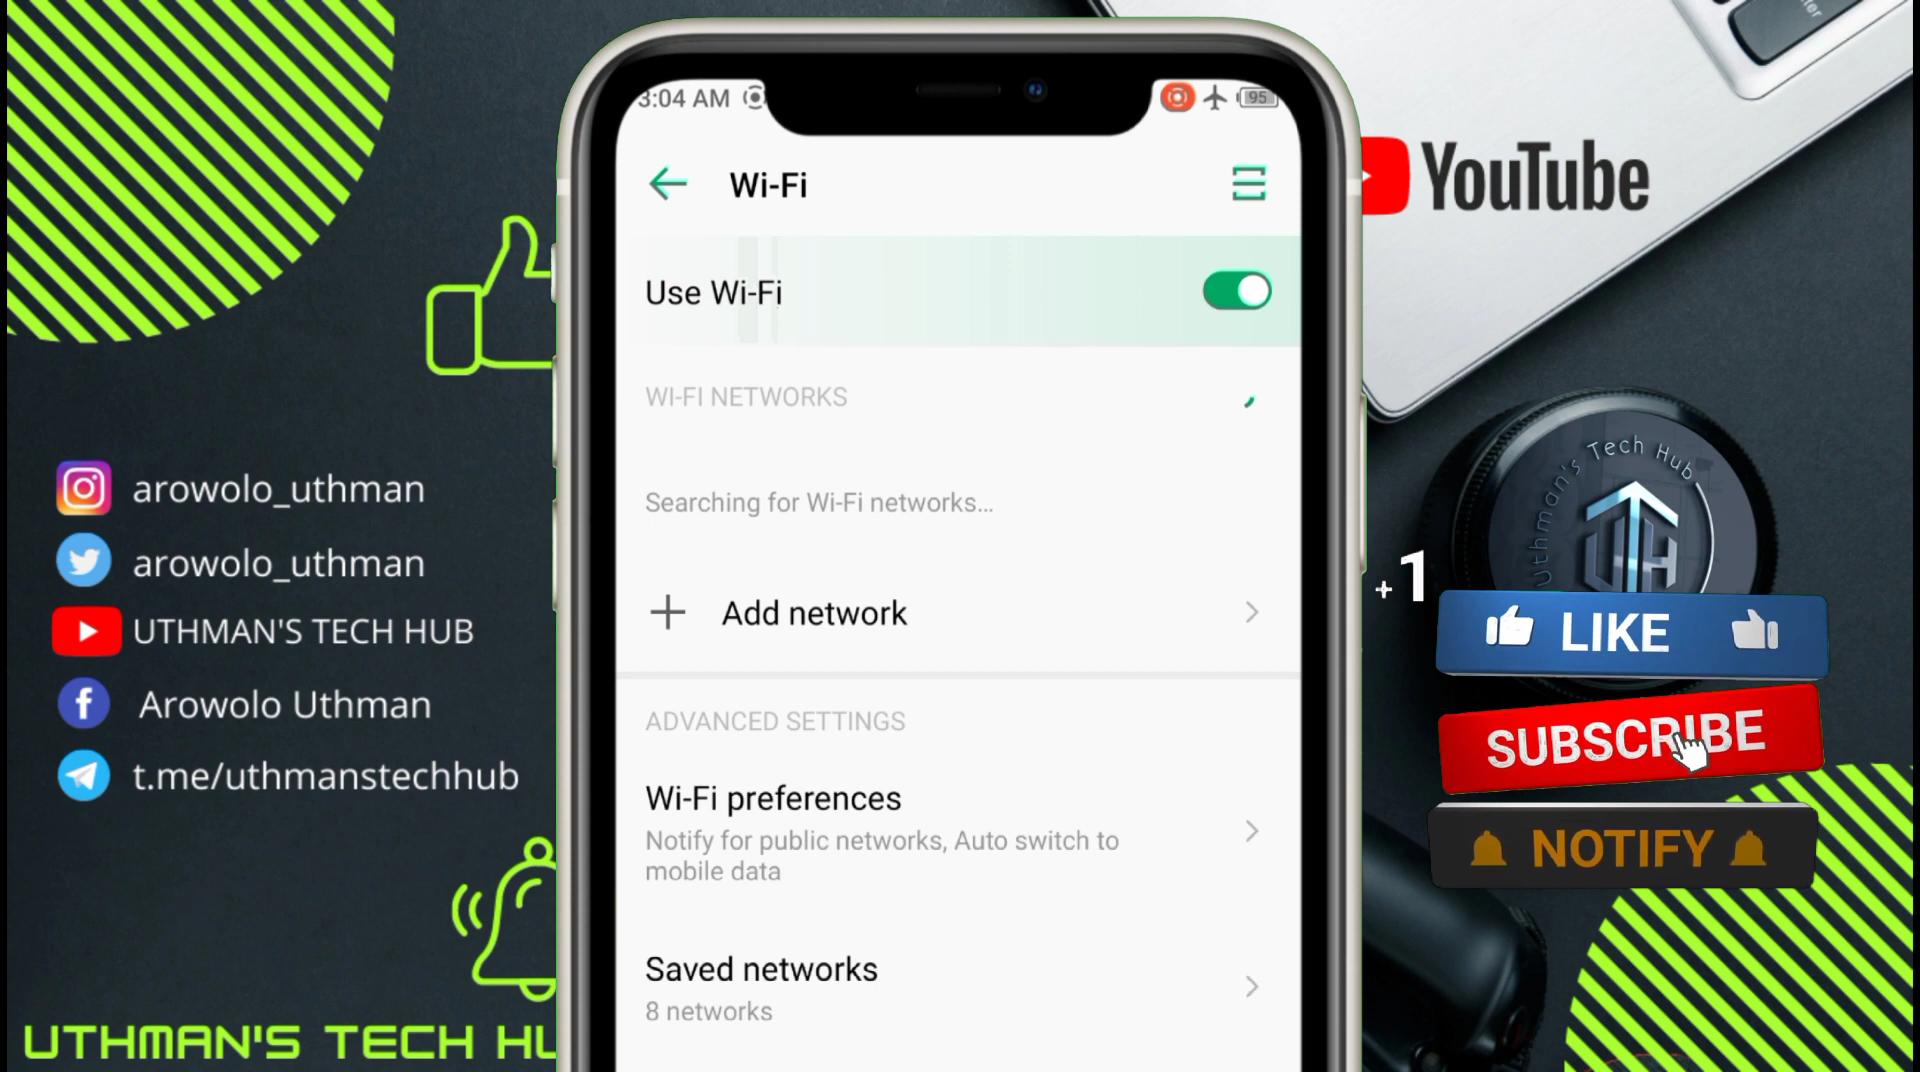 3:04 AM
95
Wi-Fi
Use Wi-Fi
WI-FI NETWORKS
Searching for Wi-Fi networks...
Add network
ADVANCED SETTINGS
Wi-Fi preferences
Notify for public networks, Auto switch to
mobile data
Saved networks
8 networks
arowolo_uthman
arowolo_uthman
UTHMAN'S TECH HUB
Arowolo Uthman
t.me/uthmanstechhub
UTHMAN'S TECH
YouTube
Uthman's Tech Hub
UTH
+1
LIKE
SUBSCRIBE
NOTIFY